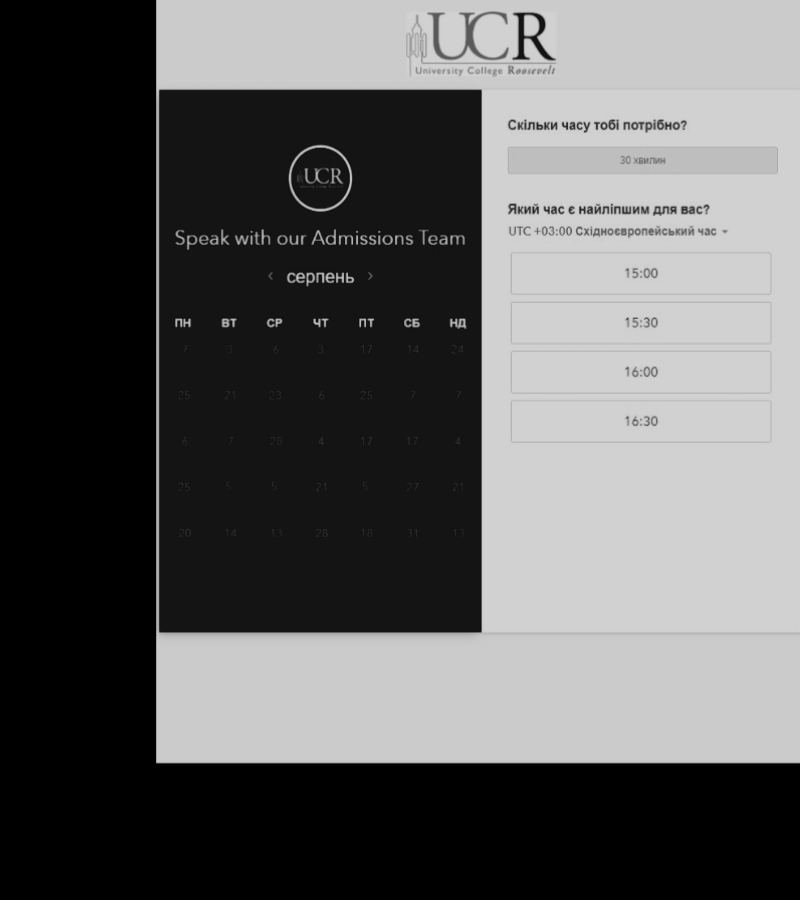 UCR
University College Roosevelt
UCR
Speak with our Admissions Team
серпень
ПН ВТ СР ЧТ ПТ СБ НД
7 3 6 3 17 14 24
25 21 23 6 25 7 7
6 7 28 4 17 17 4
25 5 5 21 5 27 21
20 14 13 28 18 31 13
Скільки часу тобі потрібно?
30 хвилин
Який час є найліпшим для вас?
UTC +03:00 Східноєвропейський час
15:00
15:30
16:00
16:30